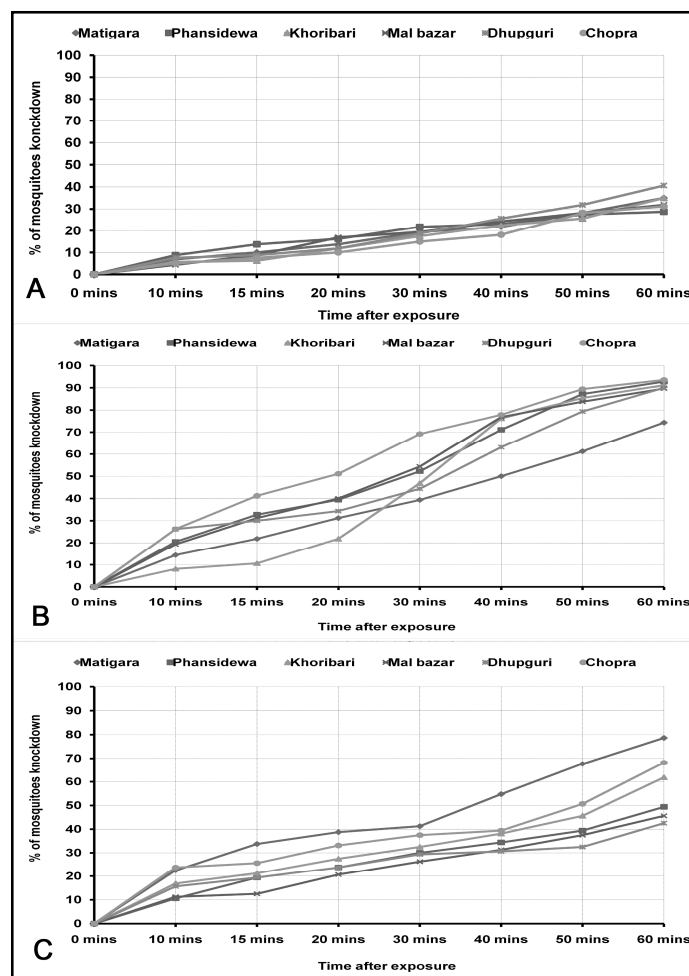 Matigara Phansidewa Khoribari Mal bazar Dhupguri Chopra
% of mosquitoes konckdown
100
90
80
70
60
50
40
30
20
10
0
0 mins 10 mins 15 mins 20 mins 30 mins 40 mins 50 mins 60 mins
Time after exposure
A
Matigara Phansidewa Khoribari Mal bazar Dhupguri Chopra
% of mosquitoes knockdown
100
90
80
70
60
50
40
30
20
10
0
0 mins 10 mins 15 mins 20 mins 30 mins 40 mins 50 mins 60 mins
Time after exposure
B
Matigara Phansidewa Khoribari Mal bazar Dhupguri Chopra
% of mosquitoes knockdown
100
90
80
70
60
50
40
30
20
10
0
0 mins 10 mins 15 mins 20 mins 30 mins 40 mins 50 mins 60 mins
Time after exposure
C